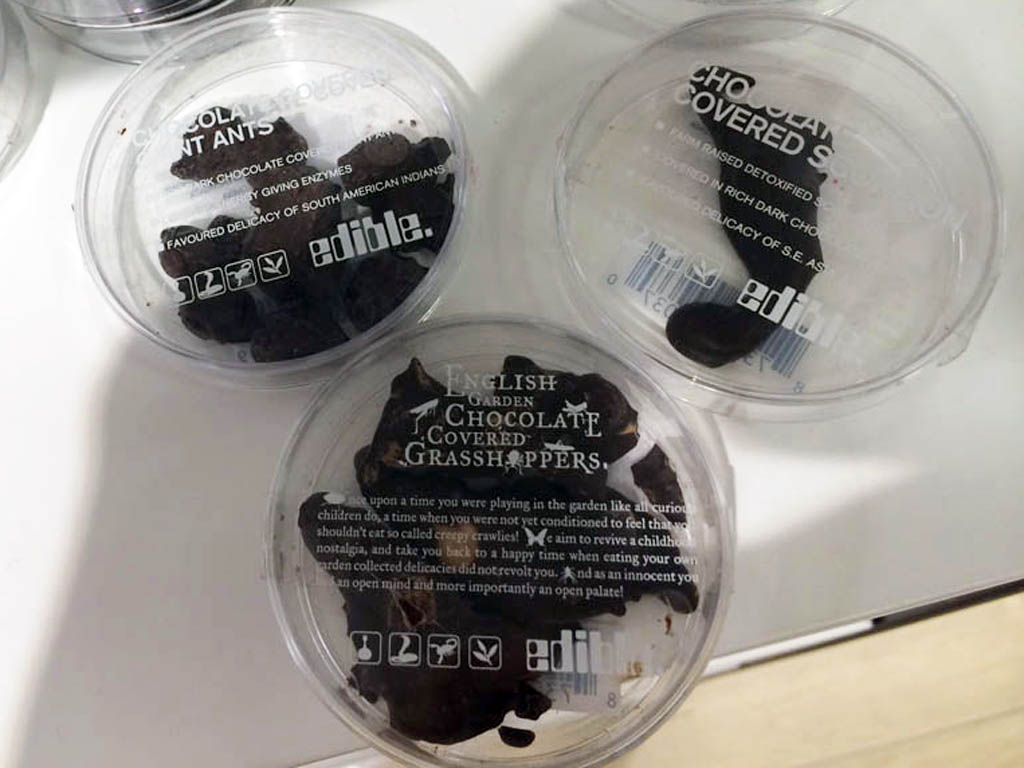 CHOCOLATE COVERED
NT ANTS
DARK CHOCOLATE COVE
GIVING ENZYMES
FAVOURED DELICACY OF SOUTH AMERICAN INDIANS
edible.
CHOCOLATE
COVERED S
FARM RAISED DETOXIFIED
COVERED IN RICH DARK CHO
DELICACY OF S.E. AS
edible.
ENGLISH
GARDEN
CHOCOLATE
COVERED
GRASSHOPPERS.
nce upon a time you were playing in the garden like all curious
children do, a time when you were not yet conditioned to feel that yo
shouldn't eat so called creepy crawlies! We aim to revive a childho
nostalgia, and take you back to a happy time when eating your own
garden collected delicacies did not revolt you. And as an innocent you
an open mind and more importantly an open palate!
edib